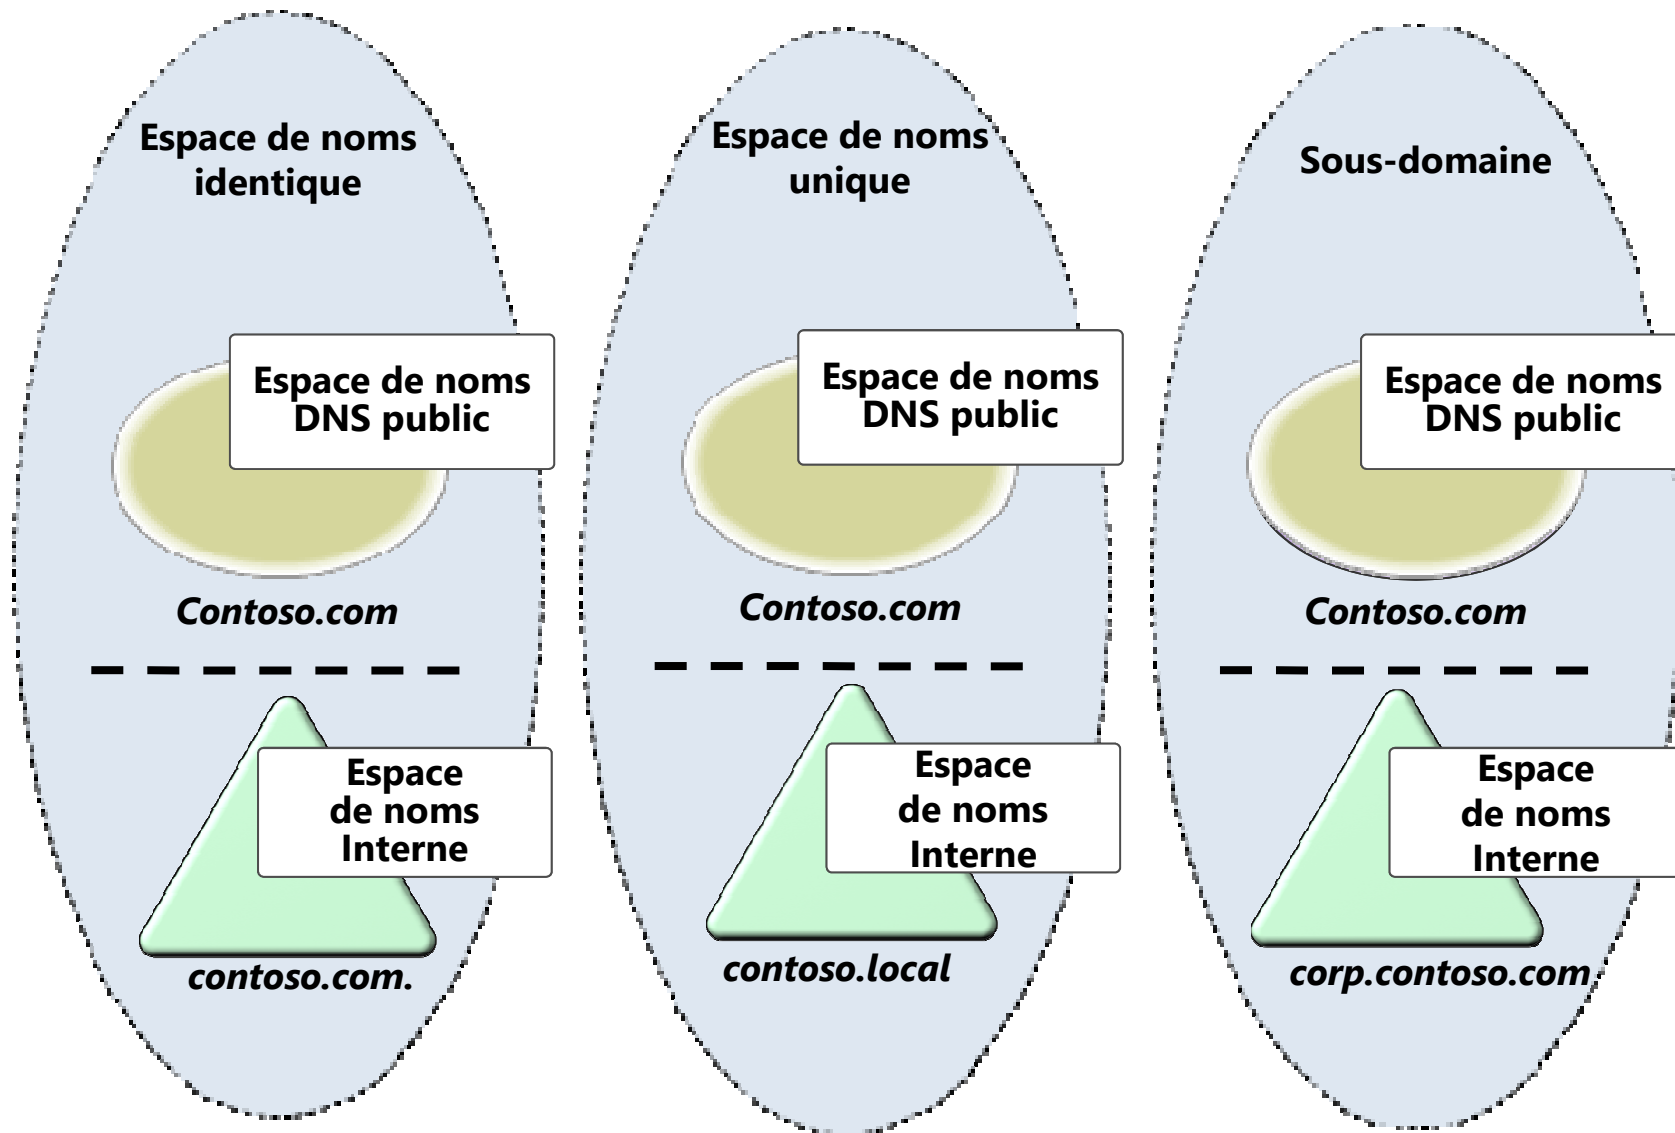 Espace de noms
identique
Espace de noms
DNS public
Contoso.com
Espace
de noms
Interne
contoso.com.
Espace de noms
unique
Espace de noms
DNS public
Contoso.com
Espace
de noms
Interne
contoso.local
Sous-domaine
Espace de noms
DNS public
Contoso.com
Espace
de noms
Interne
corp.contoso.com